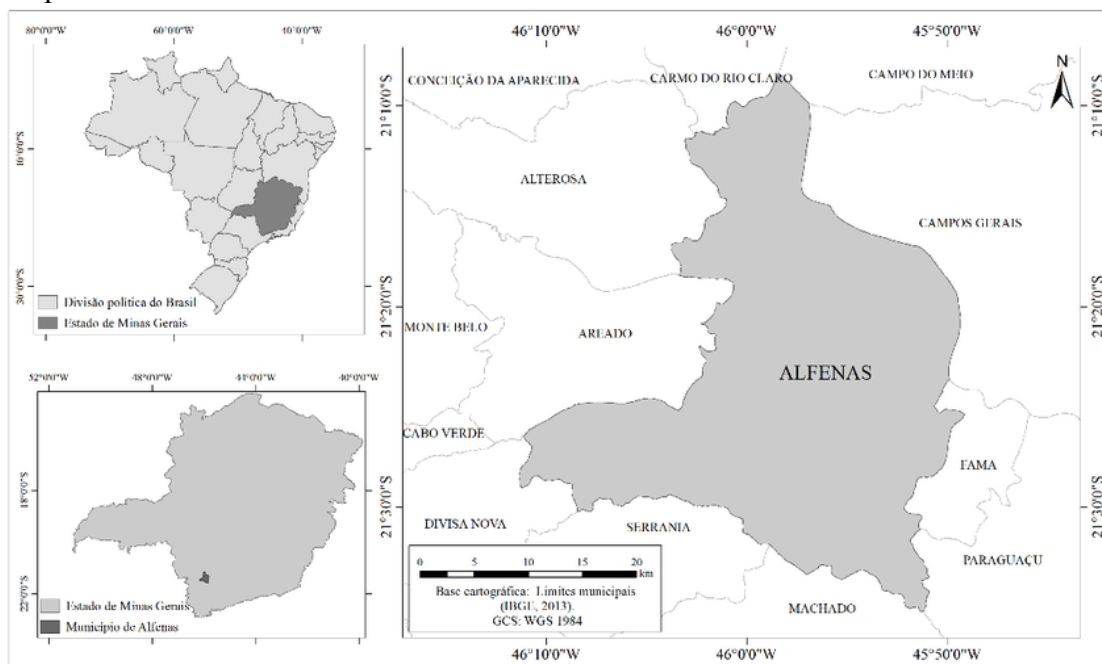 80°0'0"W
60°0'0"W
40°0'0"W
10°0'0"S
30°0'0"S
Divisão política do Brasil
Estado de Minas Gerais
52°0'0"W
48°0'0"W
44°0'0"W
40°0'0"W
18°0'0"S
22°0'0"S
Estado de Minas Gerais
Município de Alfenas
46°10'0"W
46°0'0"W
45°50'0"W
N
21°10'0"S
21°10'0"S
CONCEIÇÃO DA APARECIDA
CARMO DO RIO CLARO
CAMPO DO MEIO
ALTEROSA
CAMPOS GERAIS
21°20'0"S
21°20'0"S
MONTE BELO
AREADO
ALFENAS
CABO VERDE
FAMA
21°30'0"S
21°30'0"S
DIVISA NOVA
SERRANIA
PARAGUAÇU
MACHADO
0 5 10 15 20
km
Base cartográfica: Limites municipais
(IBGE, 2013).
GCS: WGS 1984
46°10'0"W
46°0'0"W
45°50'0"W